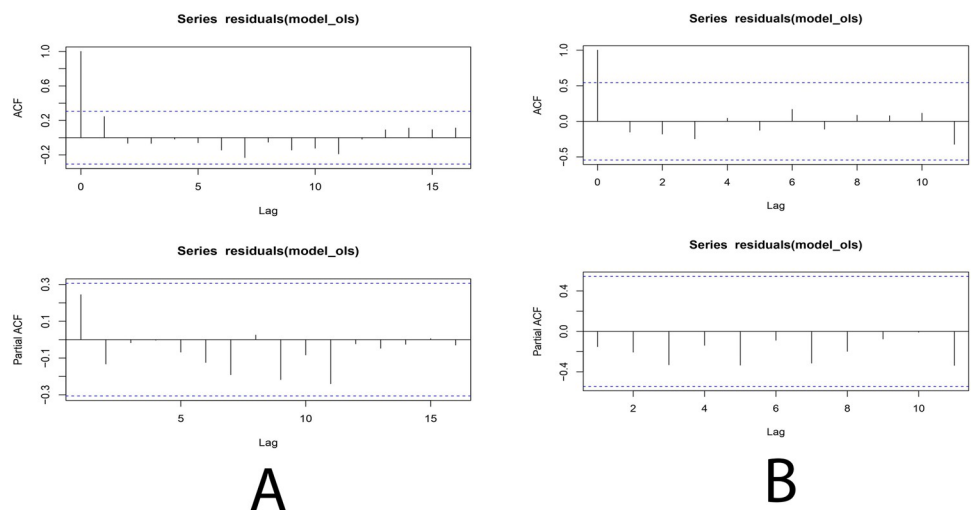 Series residuals(model_ols)
ACF
1.0
0.6
0.2
−0.2
0 5 10 15
Lag
Series residuals(model_ols)
Partial ACF
0.3
0.1
−0.1
−0.3
5 10 15
Lag
A
Series residuals(model_ols)
ACF
1.0
0.5
0.0
−0.5
0 2 4 6 8 10
Lag
Series residuals(model_ols)
Partial ACF
0.4
0.0
−0.4
2 4 6 8 10
Lag
B